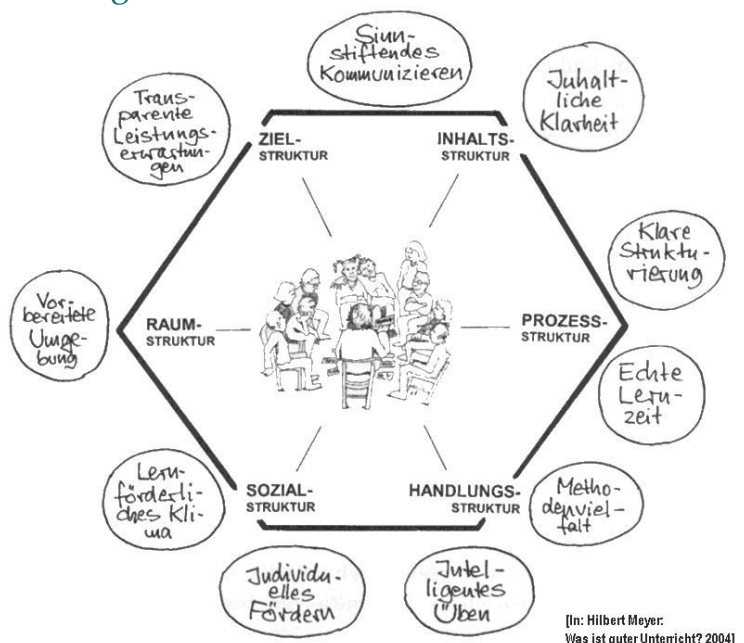 Sinn-
stiftendes
Kommunizieren
Inhalt-
liche
Klarheit
Trans-
parente
Leistungs-
erwartun-
gen
ZIEL-
STRUKTUR
INHALTS-
STRUKTUR
Klare
Struktu-
rierung
Vor-
bereitete
Umge-
bung
RAUM-
STRUKTUR
PROZESS-
STRUKTUR
Echte
Lern-
zeit
Lern-
förderli-
ches Kli-
ma
SOZIAL-
STRUKTUR
HANDLUNGS-
STRUKTUR
Metho-
denviel-
falt
Individu-
elles
Fördern
Intel-
ligentes
Üben
[In: Hilbert Meyer:
Was ist guter Unterricht? 2004]